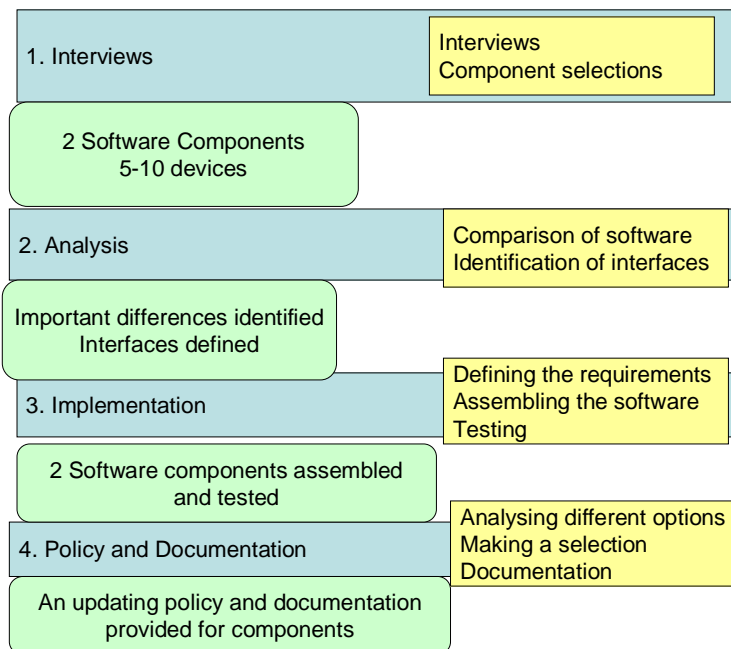 1. Interviews
Interviews
Component selections
2 Software Components
5-10 devices
2. Analysis
Comparison of software
Identification of interfaces
Important differences identified
Interfaces defined
3. Implementation
Defining the requirements
Assembling the software
Testing
2 Software components assembled
and tested
4. Policy and Documentation
Analysing different options
Making a selection
Documentation
An updating policy and documentation
provided for components